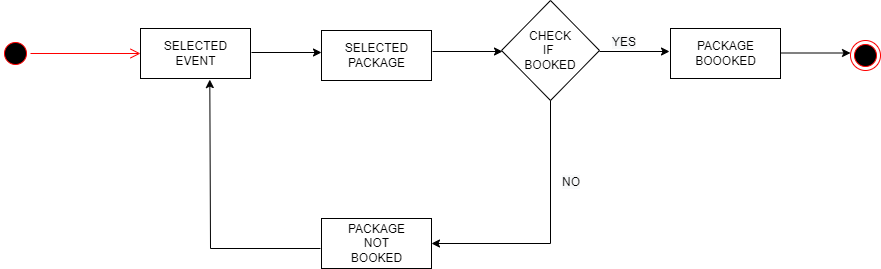 SELECTED
EVENT
SELECTED
PACKAGE
CHECK
IF
BOOKED
YES
PACKAGE
BOOOKED
NO
PACKAGE
NOT
BOOKED